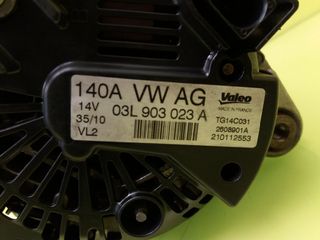 140A VW AG
14V 03L 903 023 A
35/10
VL2
Valeo
MADE IN FRANCE
TG14C031
2608901A
210112553